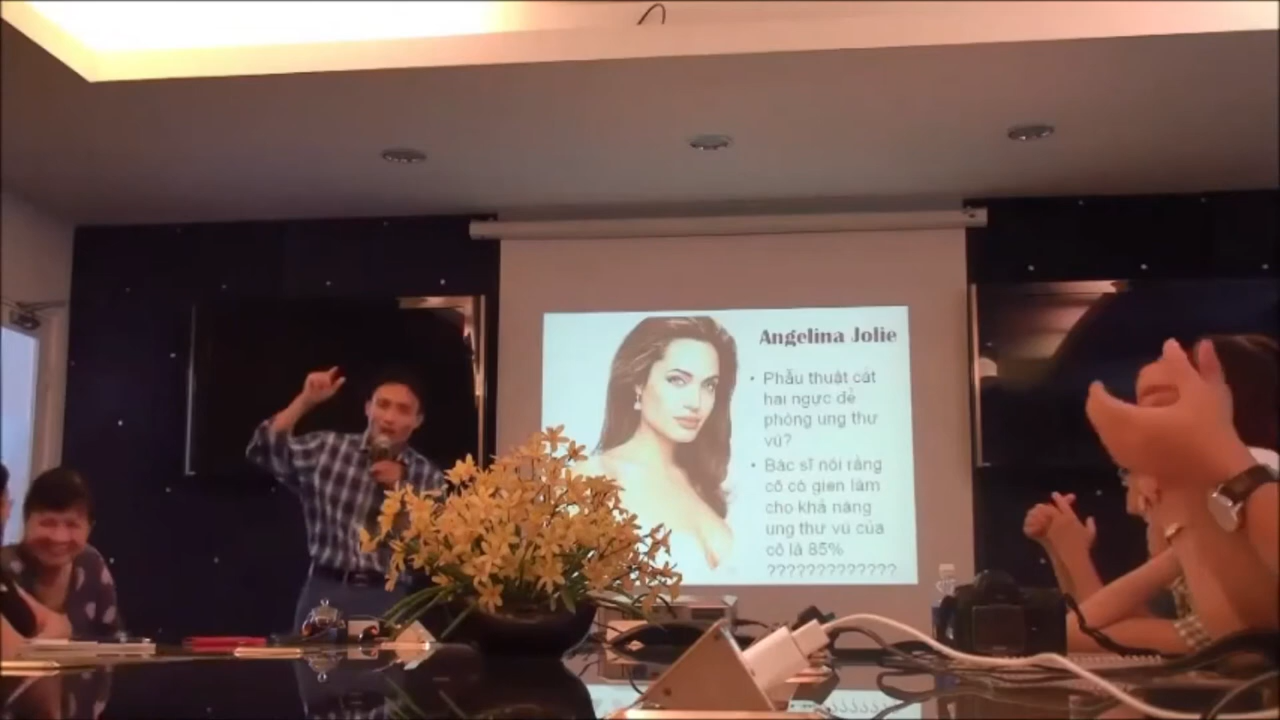 Angelina Jolie
• Phẫu thuật cắt
hai ngực để
phòng ung thư
vú?
• Bác sĩ nói rằng
cô có gien làm
cho khả năng
ung thư vú của
cô là 85%
?????????????